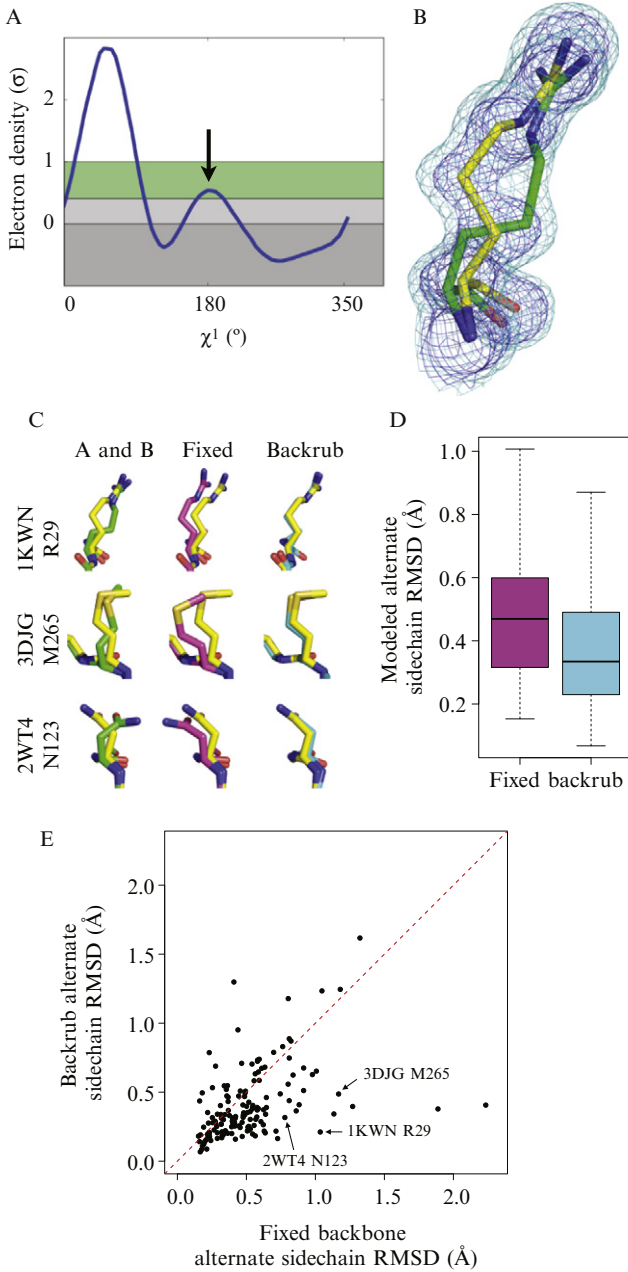 A
Electron density (σ)
2
1
0
0
180
350
χ¹ (º)
B
C
A and B Fixed Backrub
1KWN
R29
3DJG
M265
2WT4
N123
D
Modeled alternate
sidechain RMSD (Å)
1.0
0.8
0.6
0.4
0.2
Fixed backrub
E
Backrub alternate
sidechain RMSD (Å)
2.0
1.5
1.0
0.5
0.0
3DJG M265
1KWN R29
2WT4 N123
0.0 0.5 1.0 1.5 2.0
Fixed backbone
alternate sidechain RMSD (Å)